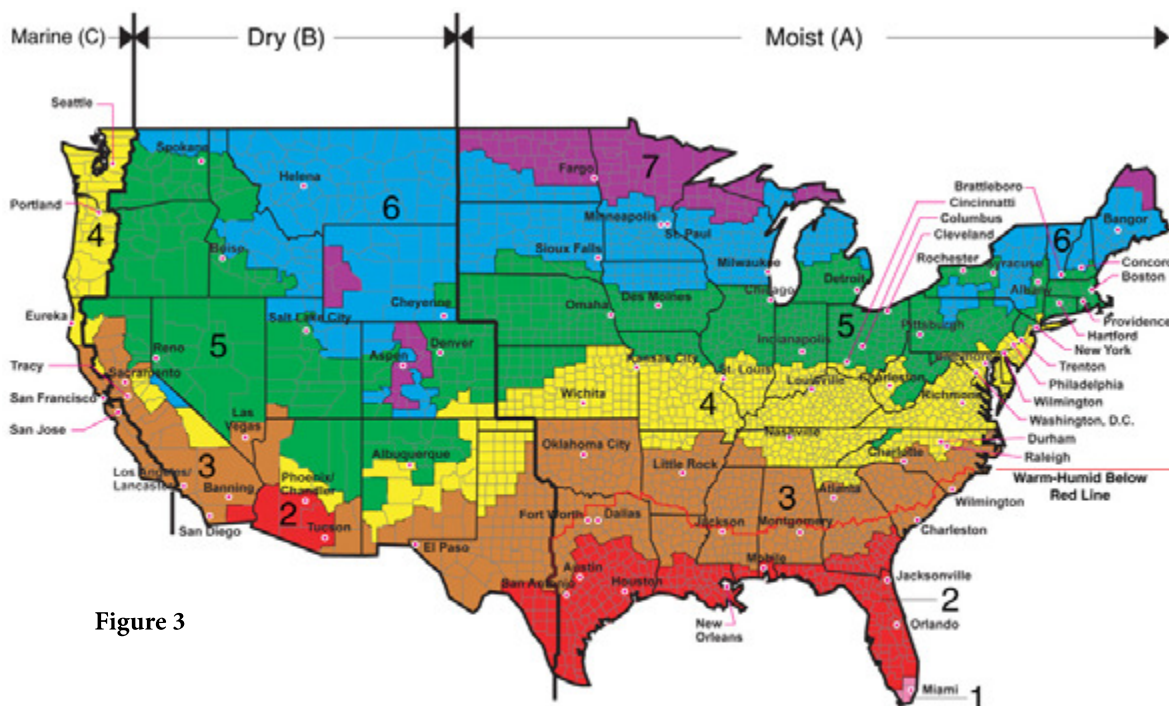 Marine (C)
Dry (B)
Moist (A)
Seattle
Spokane
Helena
Fargo
7
Brattleboro
Cincinnatti
Columbus
Cleveland
Portland
4
6
Minneapolis
St. Paul
Rochester
Syracuse
6
Bangor
Boise
Sioux Falls
Milwaukee
Detroit
Albany
Concord
Boston
Cheyenne
Chicago
Eureka
Salt Lake City
Omaha
Des Moines
5
Pittsburgh
Providence
Hartford
Reno
5
Denver
Indianapolis
New York
Tracy
Sacramento
Aspen
Kansas City
St. Louis
Louisville
Charleston
Baltimore
Trenton
Philadelphia
San Francisco
Wichita
4
Richmond
Wilmington
Las
Vegas
Washington, D.C.
San Jose
Nashville
Durham
Oklahoma City
Raleigh
3
Albuquerque
Charlotte
Los Angeles/
Lancaster
Phoenix/
Chandler
Little Rock
Warm-Humid Below
Red Line
Banning
2
3
Atlanta
Wilmington
San Diego
Tucson
Fort Worth
Dallas
Jackson
Montgomery
Charleston
El Paso
Mobile
Austin
San Antonio
Houston
Jacksonville
2
Figure 3
New
Orleans
Orlando
Miami
1